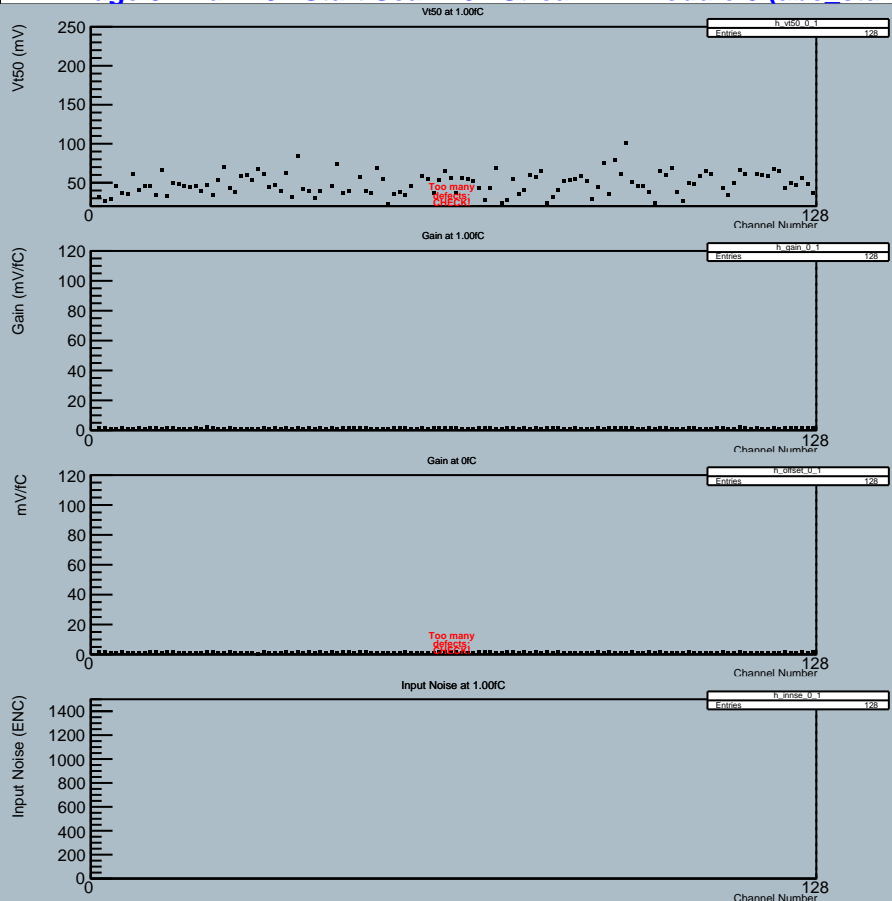 Vt50 at 1.00fC
h_vt50_0_1
Entries 128
Vt50 (mV)
250
200
150
100
50
Too many
defects:
CHECK!
0
128
Channel Number
Gain at 1.00fC
h_gain_0_1
Entries 128
Gain (mV/fC)
120
100
80
60
40
20
0
0
128
Channel Number
Gain at 0fC
h_offset_0_1
Entries 128
mV/fC
120
100
80
60
40
20
0
Too many
defects:
CHECK!
0
128
Channel Number
Input Noise at 1.00fC
h_innse_0_1
Entries 128
Input Noise (ENC)
1400
1200
1000
800
600
400
200
0
0
128
Channel Number